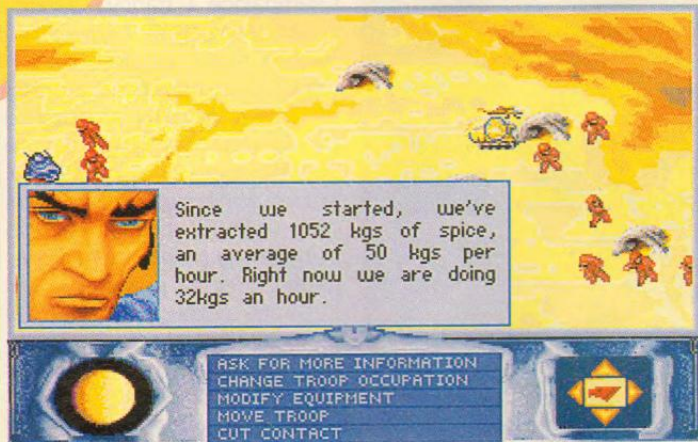 Since we started, we've
extracted 1052 kgs of spice,
an average of 50 kgs per
hour. Right now we are doing
32kgs an hour.
ASK FOR MORE INFORMATION
CHANGE TROOP OCCUPATION
MODIFY EQUIPMENT
MOVE TROOP
CUT CONTACT